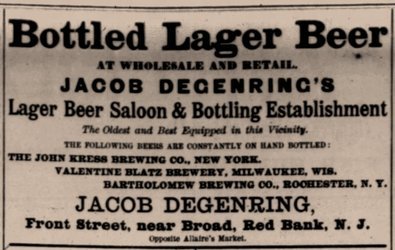 Bottled Lager Beer
AT WHOLESALE AND RETAIL.
JACOB DEGENRING'S
Lager Beer Saloon & Bottling Establishment
The Oldest and Best Equipped in this Vicinity.
THE FOLLOWING BEERS ARE CONSTANTLY ON HAND BOTTLED:
THE JOHN KRESS BREWING CO., NEW YORK.
VALENTINE BLATZ BREWERY, MILWAUKEE, WIS.
BARTHOLOMEW BREWING CO., ROCHESTER, N. Y.
JACOB DEGENRING,
Front Street, near Broad, Red Bank, N. J.
Opposite Allaire's Market.